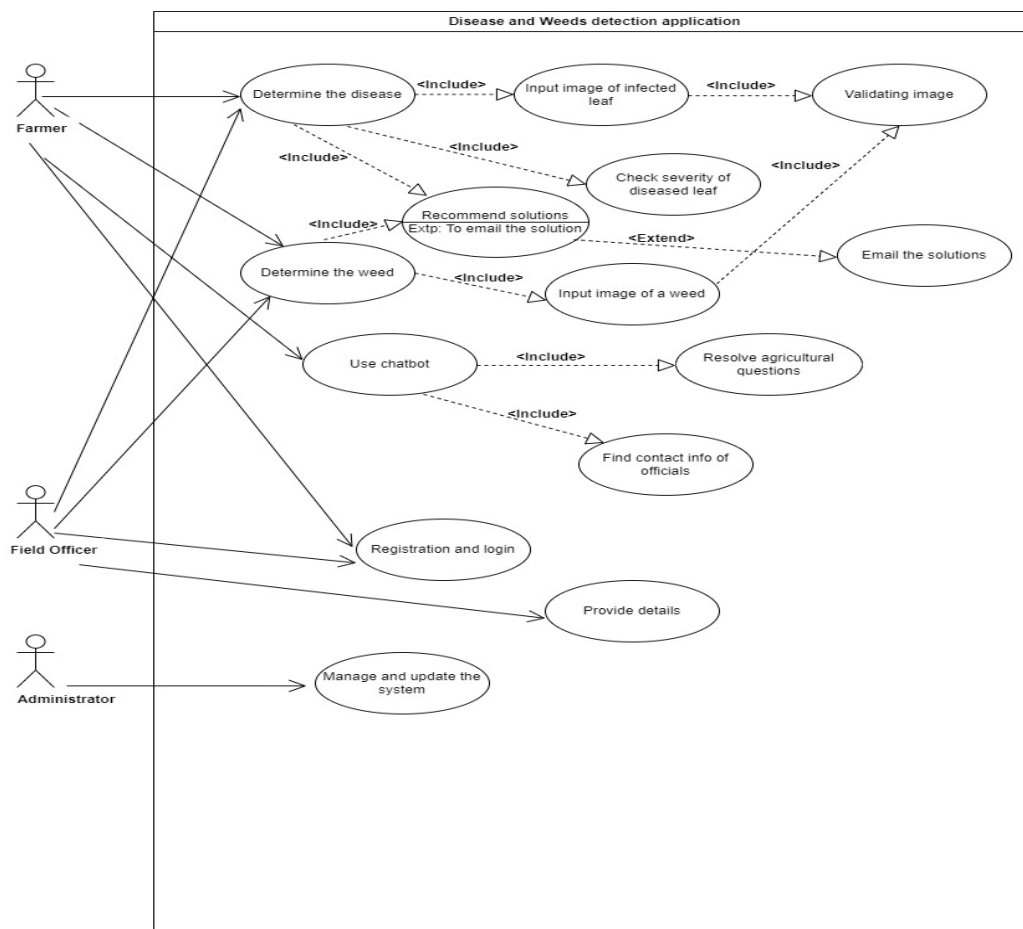 Disease and Weeds detection application
Farmer
Determine the disease
<Include>
Input image of infected
leaf
<Include>
Validating image
<Include>
<Include>
<Include>
Check severity of
diseased leaf
Recommend solutions
Extp: To email the solution
<Include>
<Extend>
Email the solutions
Determine the weed
<Include>
Input image of a weed
Use chatbot
<Include>
Resolve agricultural
questions
<Include>
Find contact info of
officials
Field Officer
Registration and login
Provide details
Administrator
Manage and update the
system